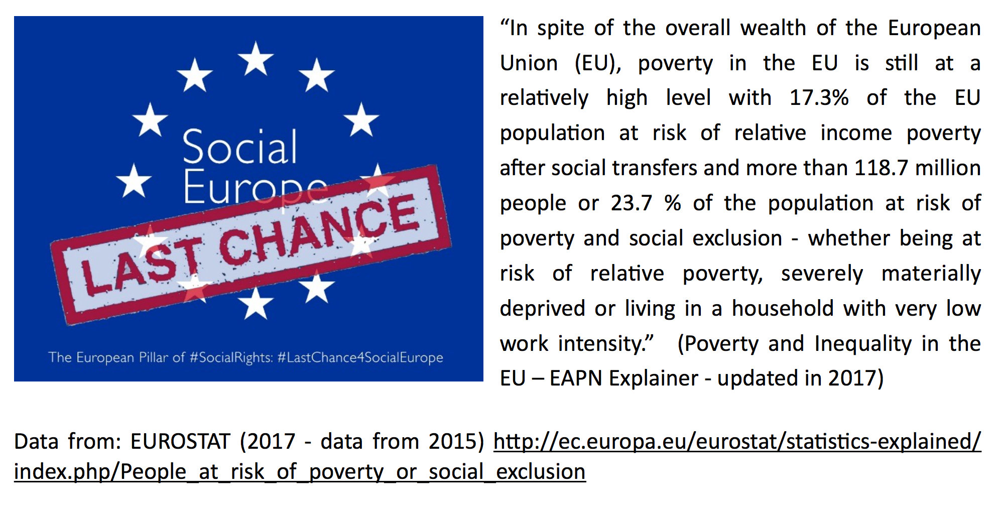 Social
Europe
LAST CHANCE
The European Pillar of #SocialRights: #LastChance4SocialEurope
“In spite of the overall wealth of the European
Union (EU), poverty in the EU is still at a
relatively high level with 17.3% of the EU
population at risk of relative income poverty
after social transfers and more than 118.7 million
people or 23.7 % of the population at risk of
poverty and social exclusion - whether being at
risk of relative poverty, severely materially
deprived or living in a household with very low
work intensity.” (Poverty and Inequality in the
EU – EAPN Explainer - updated in 2017)
Data from: EUROSTAT (2017 - data from 2015) http://ec.europa.eu/eurostat/statistics-explained/
index.php/People_at_risk_of_poverty_or_social_exclusion